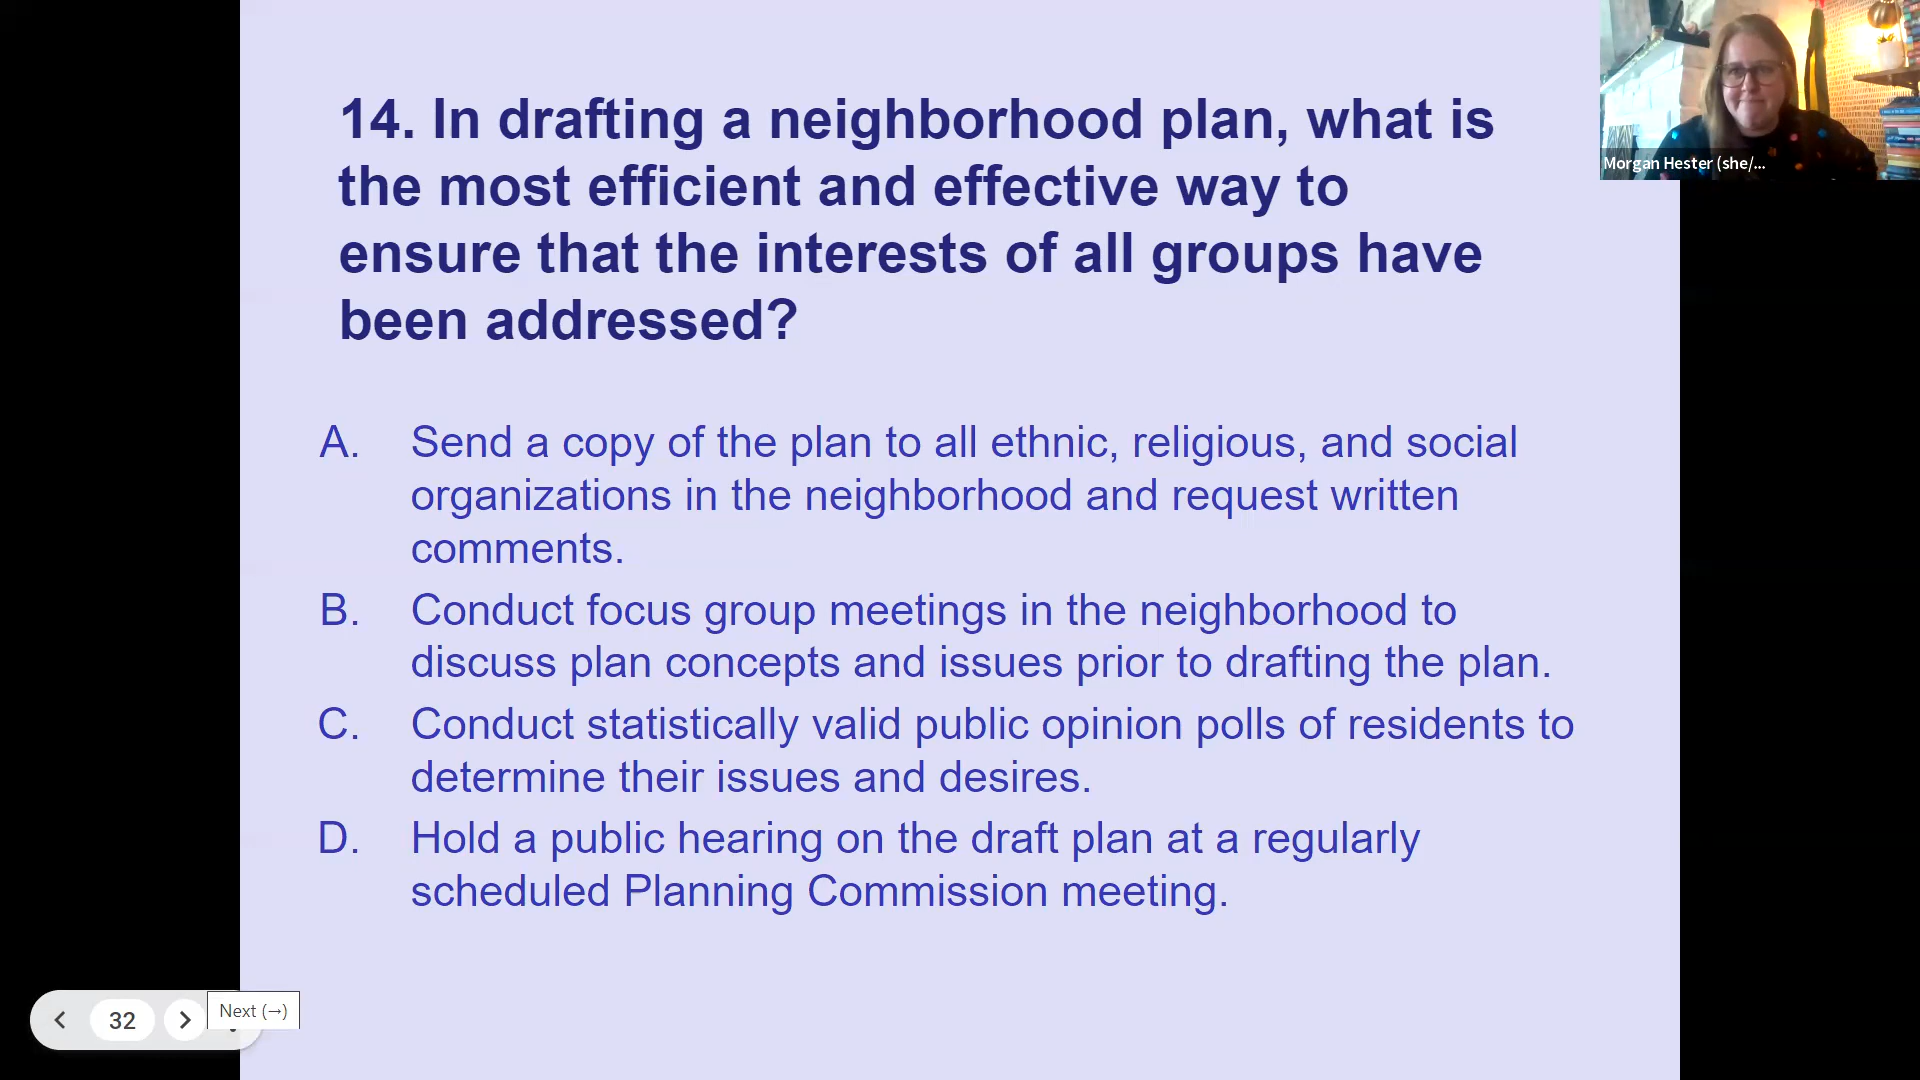 14. In drafting a neighborhood plan, what is
the most efficient and effective way to
ensure that the interests of all groups have
been addressed?
A. Send a copy of the plan to all ethnic, religious, and social
organizations in the neighborhood and request written
comments.
B. Conduct focus group meetings in the neighborhood to
discuss plan concepts and issues prior to drafting the plan.
C. Conduct statistically valid public opinion polls of residents to
determine their issues and desires.
D. Hold a public hearing on the draft plan at a regularly
scheduled Planning Commission meeting.
Morgan Hester (she/...
32
Next (→)